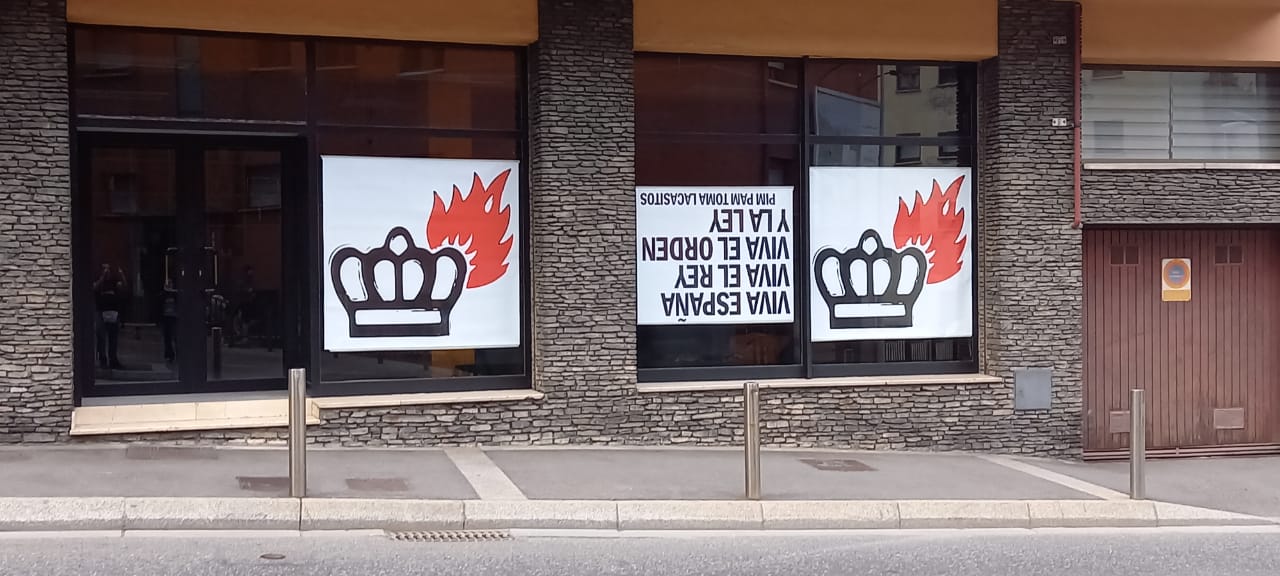 VIVA ESPAÑA
VIVA EL REY
VIVA EL ORDEN
Y LA LEY
PIM PAM TOMA LACASITOS